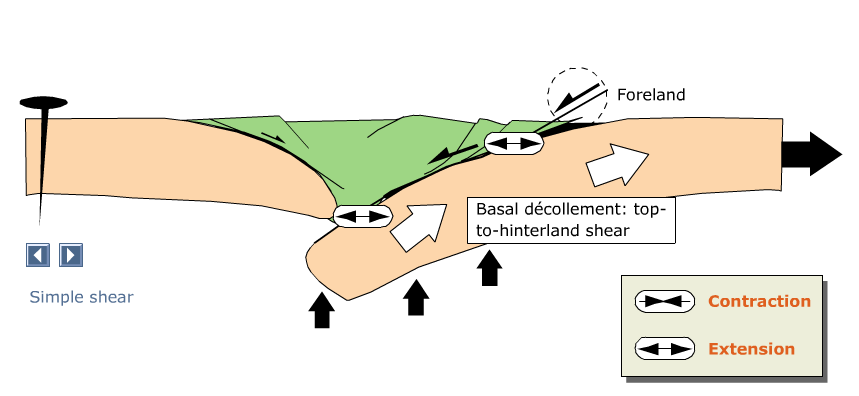 Foreland
Basal décollement: top-
to-hinterland shear
Simple shear
Contraction
Extension